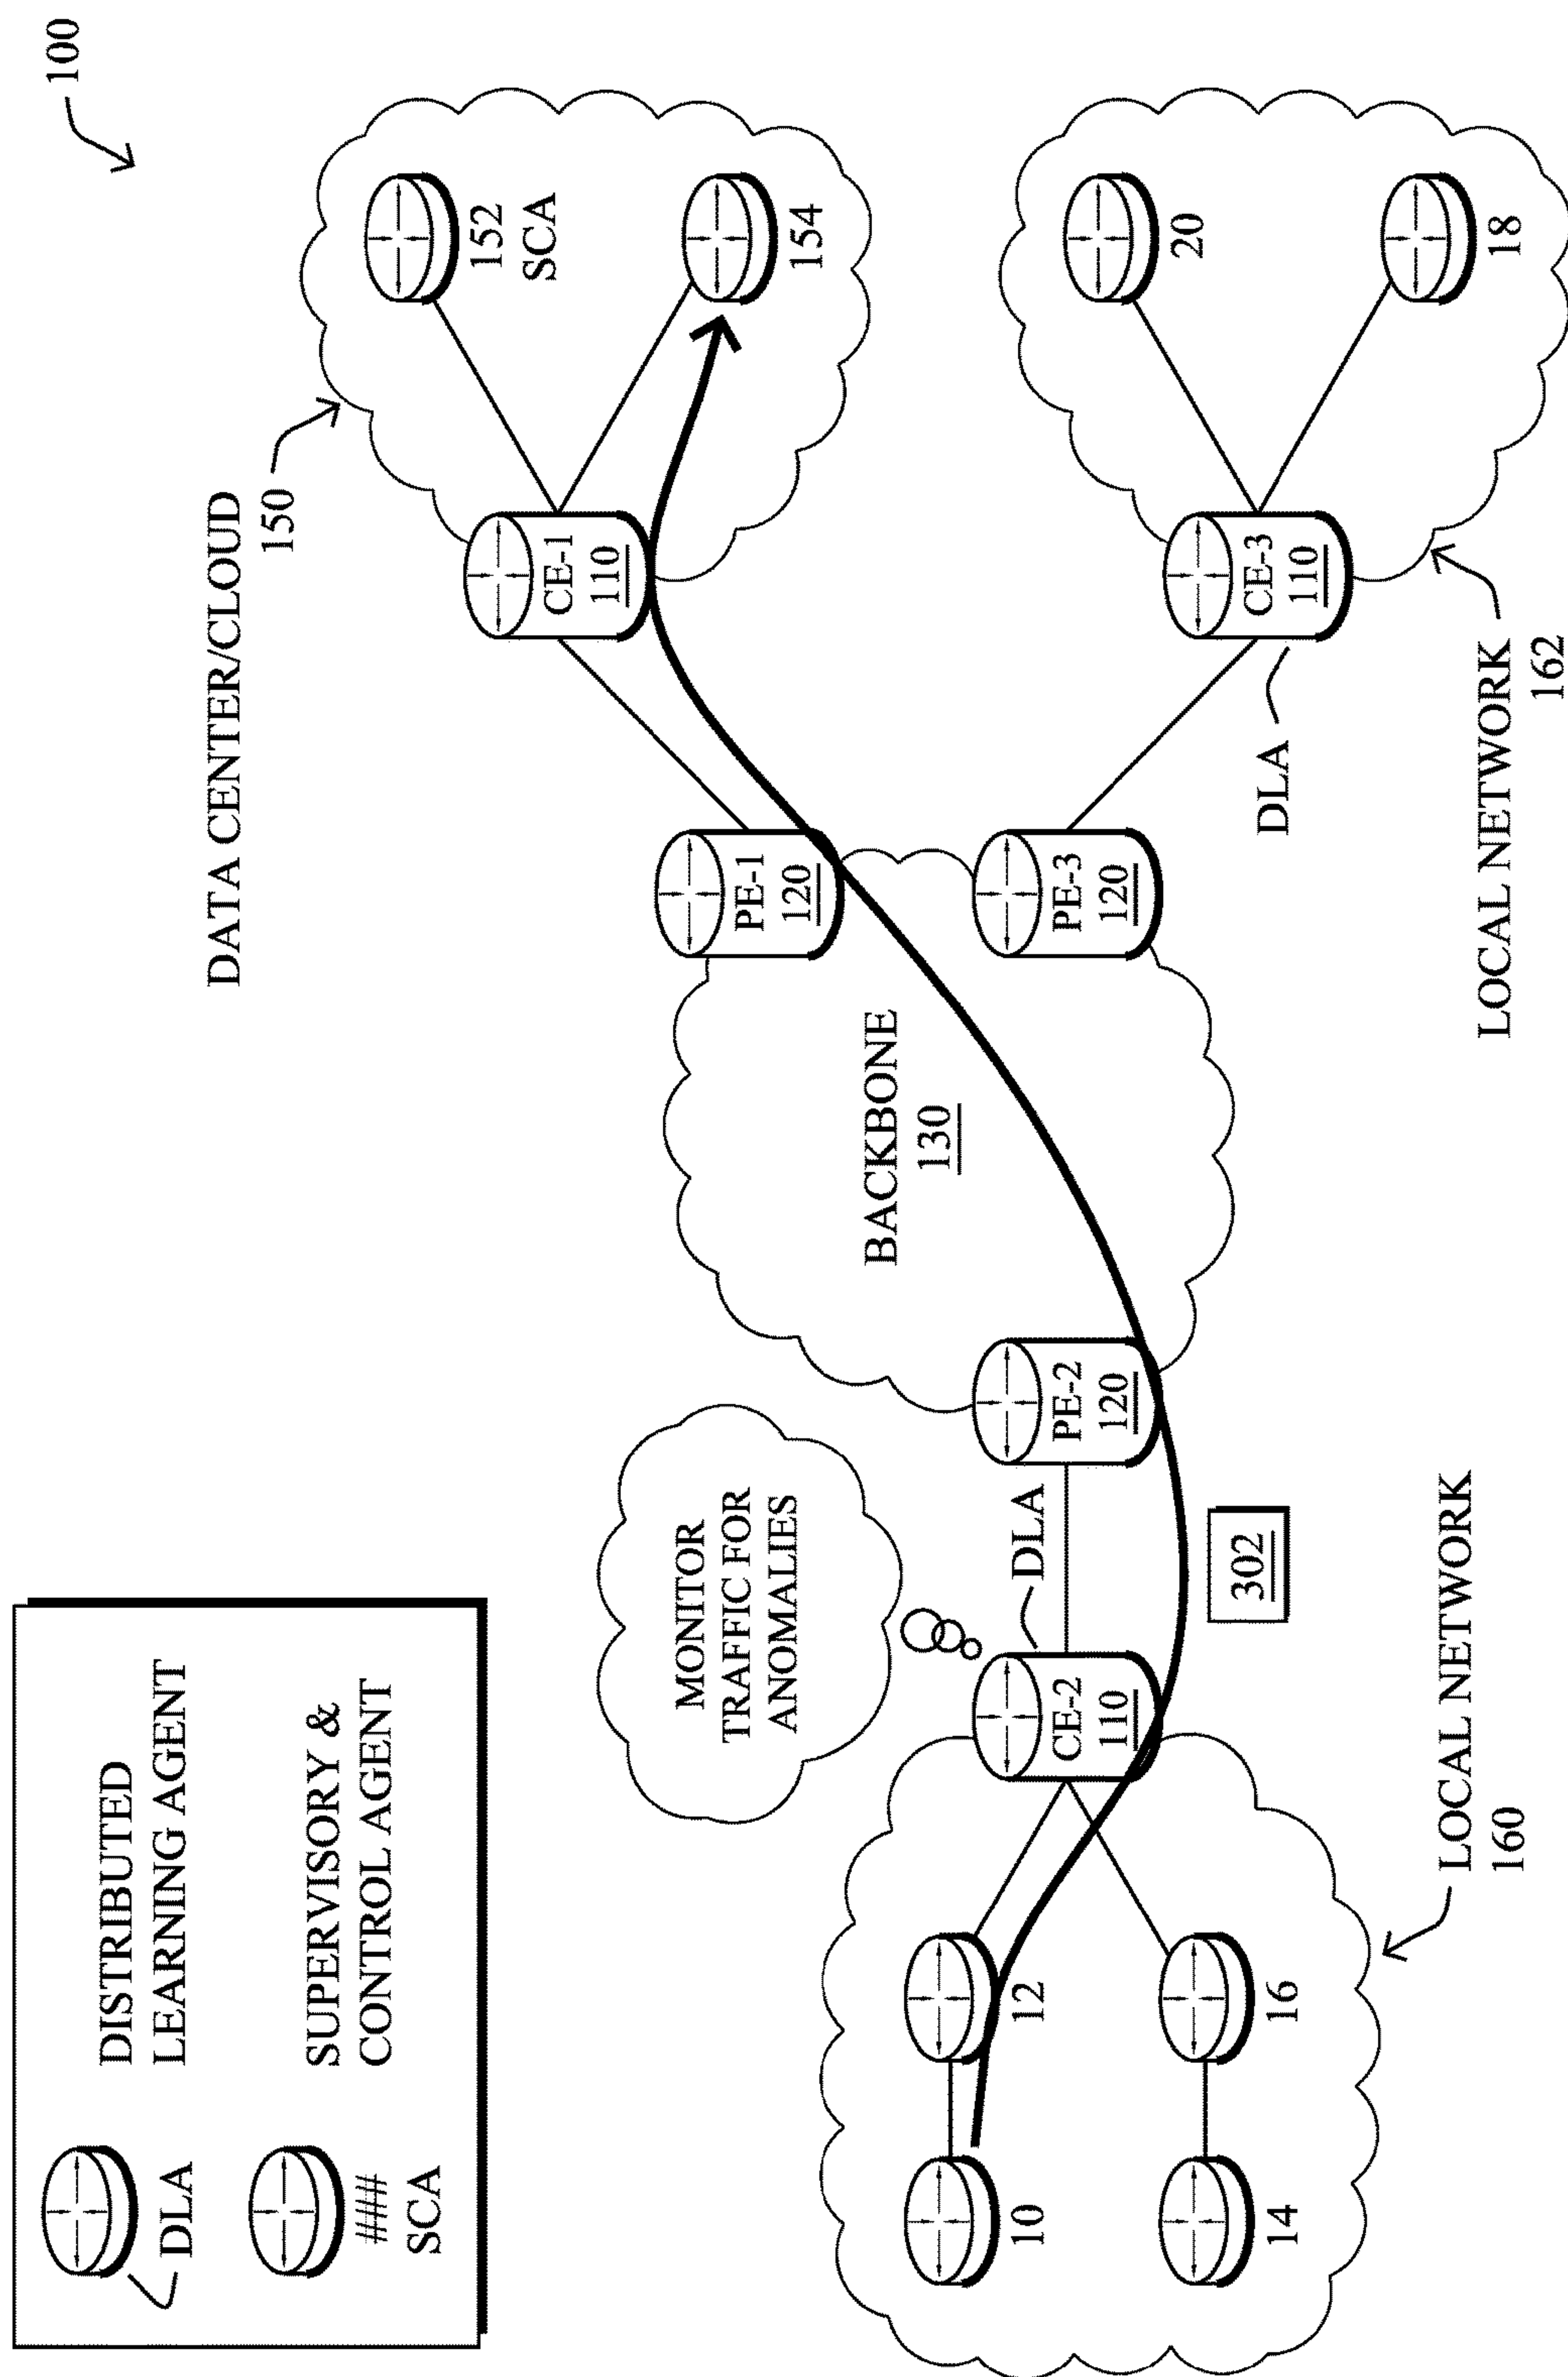 DISTRIBUTED
LEARNING AGENT
DLA
SUPERVISORY &
CONTROL AGENT
###
SCA
100
DATA CENTER/CLOUD
150
152
SCA
154
CE-1
110
PE-1
120
MONITOR
TRAFFIC FOR
ANOMALIES
BACKBONE
130
10
12
14
16
CE-2
110
DLA
PE-2
120
PE-3
120
302
DLA
CE-3
110
20
18
LOCAL NETWORK
160
LOCAL NETWORK
162